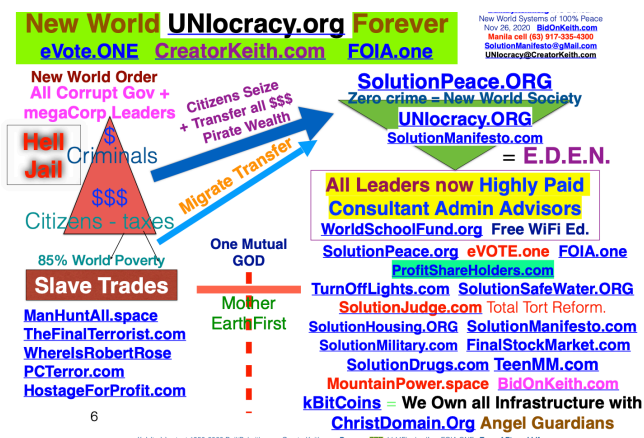 New World UNIocracy.org Forever
eVote.ONE CreatorKeith.com FOIA.one
New World Systems of 100% Peace
Nov 26, 2020 BidOnKeith.com
Manila cell (63) 917-335-4300
SolutionManifesto@gMail.com
UNIocracy@CreatorKeith.com
New World Order
All Corrupt Gov +
megaCorp Leaders
Hell
Jail
$
Criminals
$$$
Citizens - taxes
85% World Poverty
Slave Trades
ManHuntAll.space
TheFinalTerrorist.com
WhereIsRobertRose
PCTerror.com
HostageForProfit.com
6
Citizens Seize
+ Transfer all $$$
Pirate Wealth
Migrate Transfer
One Mutual
GOD
Mother
EarthFirst
SolutionPeace.ORG
Zero crime = New World Society
UNIocracy.ORG
SolutionManifesto.com
= E.D.E.N.
All Leaders now Highly Paid
Consultant Admin Advisors
WorldSchoolFund.org Free WiFi Ed.
SolutionPeace.org eVOTE.one FOIA.one
ProfitShareHolders.com
TurnOffLights.com SolutionSafeWater.ORG
SolutionJudge.com Total Tort Reform.
SolutionHousing.ORG SolutionManifesto.com
SolutionMilitary.com FinalStockMarket.com
SolutionDrugs.com TeenMM.com
MountainPower.space BidOnKeith.com
kBitCoins = We Own all Infrastructure with
ChristDomain.Org Angel Guardians